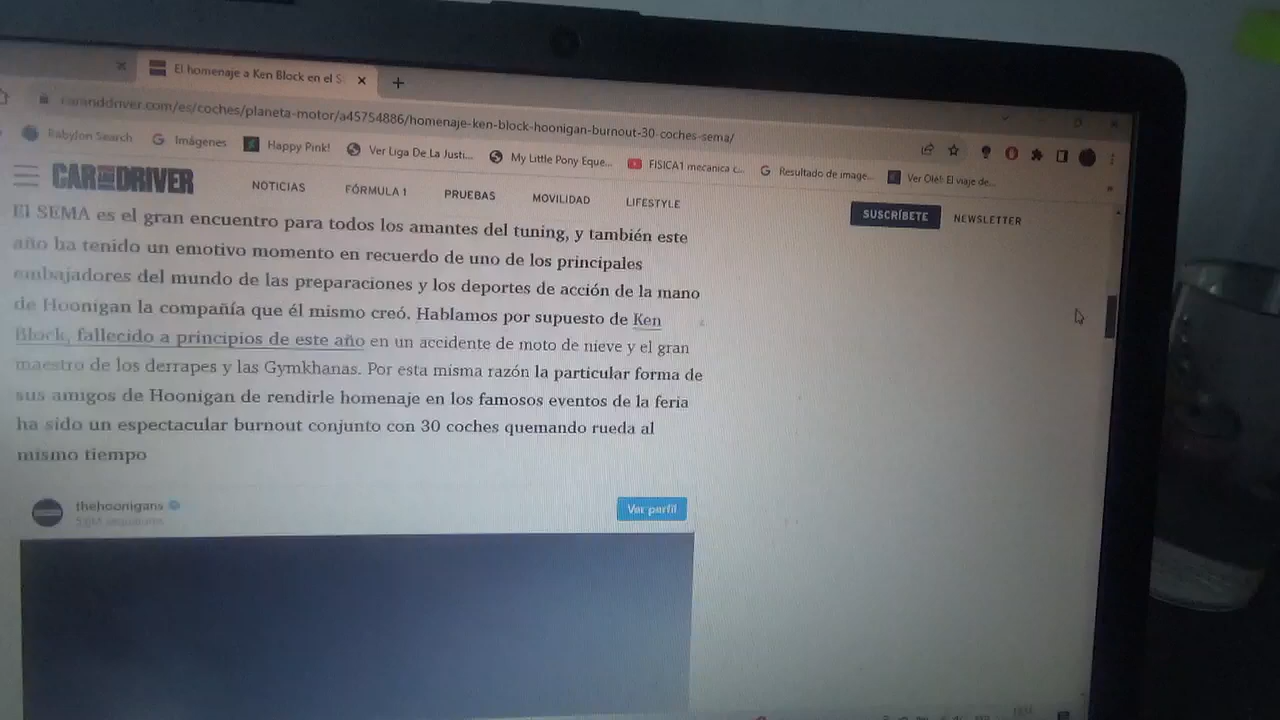 El homenaje a Ken Block en el S
caranddriver.com/es/coches/planeta-motor/a45754886/homenaje-ken-block-hoonigan-burnout-30-coches-sema/
Babylon Search Imágenes Happy Pink! Ver Liga De La Justi... My Little Pony Eque... FISICA1 mecanica c... Resultado de image... Ver Olé! El viaje de...
CAR AND DRIVER NOTICIAS FÓRMULA 1 PRUEBAS MOVILIDAD LIFESTYLE SUSCRÍBETE NEWSLETTER
El SEMA es el gran encuentro para todos los amantes del tuning, y también este
año ha tenido un emotivo momento en recuerdo de uno de los principales
embajadores del mundo de las preparaciones y los deportes de acción de la mano
de Hoonigan la compañía que él mismo creó. Hablamos por supuesto de Ken
Block, fallecido a principios de este año en un accidente de moto de nieve y el gran
maestro de los derrapes y las Gymkhanas. Por esta misma razón la particular forma de
sus amigos de Hoonigan de rendirle homenaje en los famosos eventos de la feria
ha sido un espectacular burnout conjunto con 30 coches quemando rueda al
mismo tiempo
thehoonigans Ver perfil